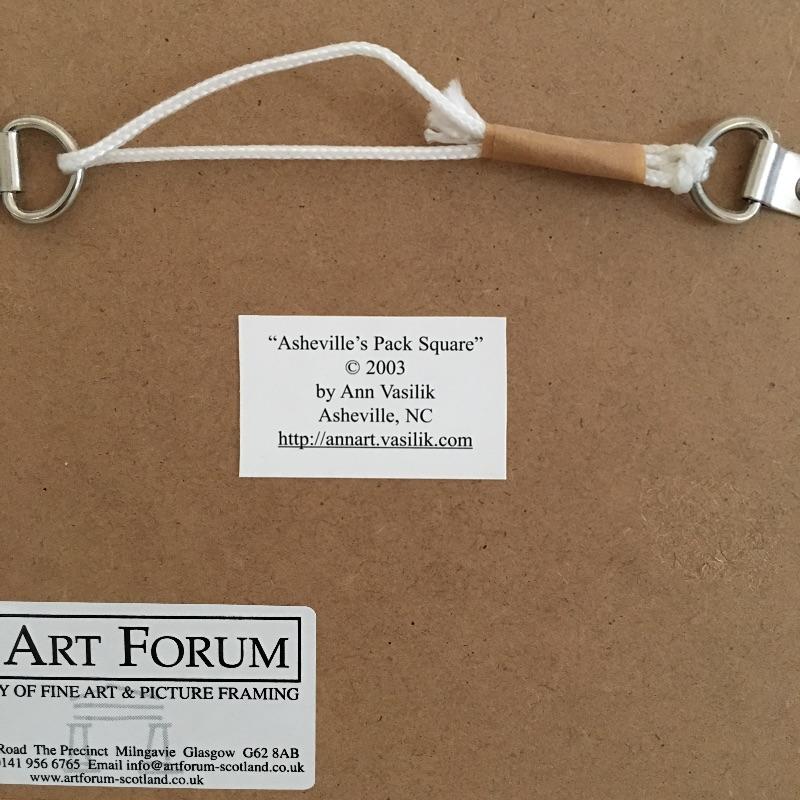 “Asheville’s Pack Square”
© 2003
by Ann Vasilik
Asheville, NC
http://annart.vasilik.com
ART FORUM
Y OF FINE ART & PICTURE FRAMING
Road The Precinct Milngavie Glasgow G62 8AB
0141 956 6765 Email info@artforum-scotland.co.uk
www.artforum-scotland.co.uk